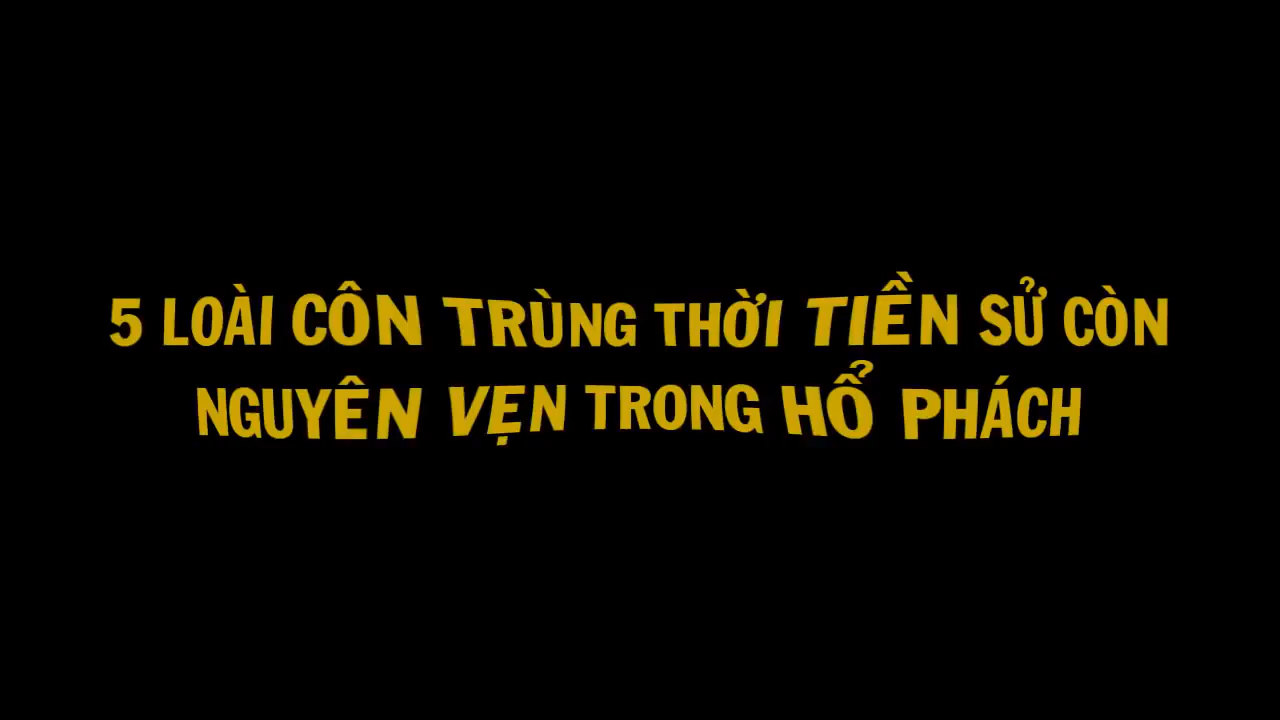 5 LOÀI CÔN TRÙNG THỜI TIỀN SỬ CÒN
NGUYÊN VẸN TRONG HỔ PHÁCH